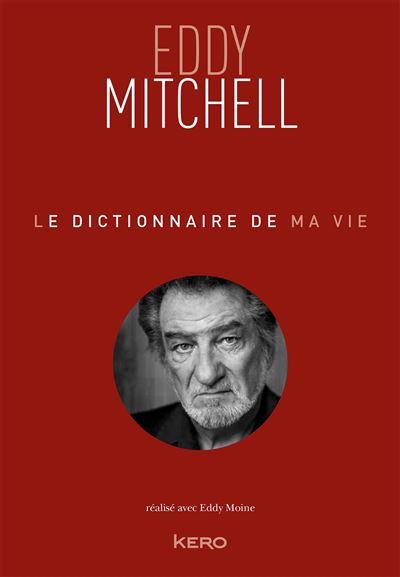 EDDY
MITCHELL
LE DICTIONNAIRE DE MA VIE
réalisé avec Eddy Moine
KERO